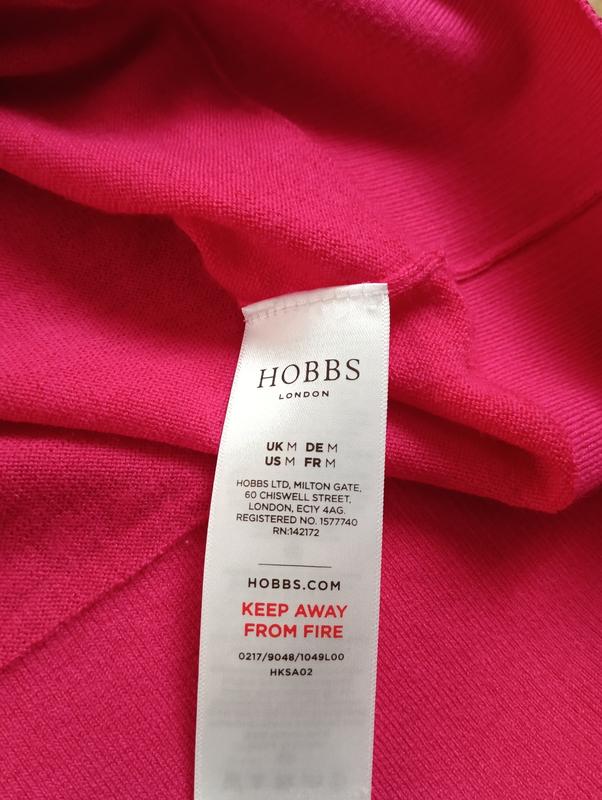 HOBBS
LONDON
UK M DE M
US M FR M
HOBBS LTD, MILTON GATE,
60 CHISWELL STREET,
LONDON, EC1Y 4AG.
REGISTERED NO. 1577740
RN:142172
HOBBS.COM
KEEP AWAY
FROM FIRE
0217/9048/1049L00
HKSA02